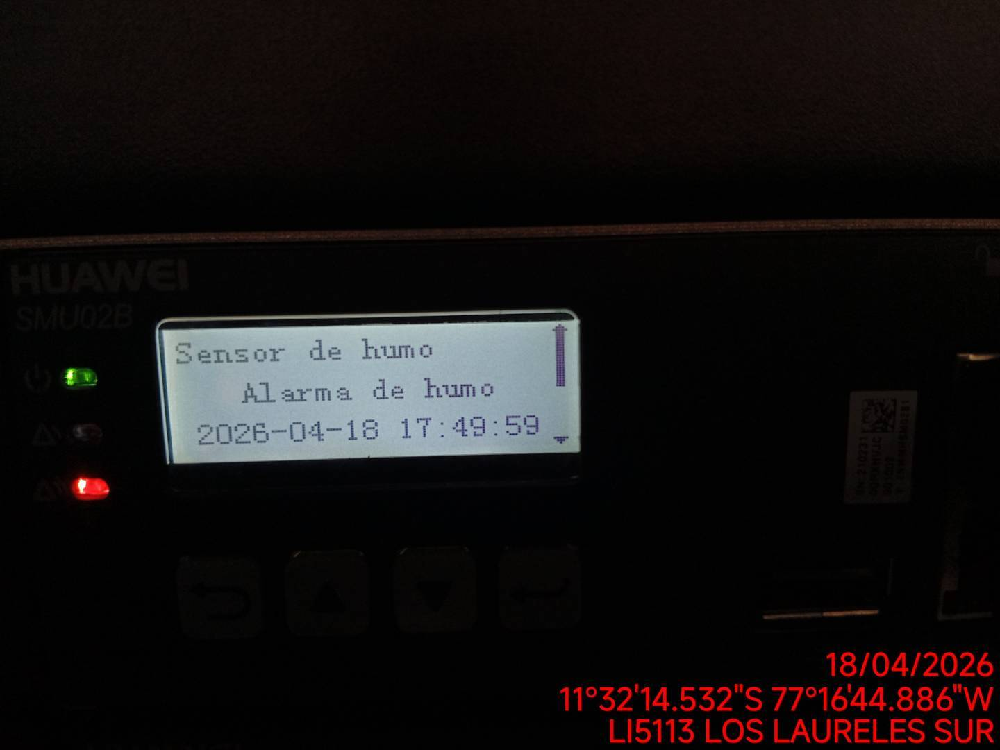 HUAWEI
SMU02B
Sensor de humo
Alarma de humo
2026-04-18 17:49:59
18/04/2026
11°32'14.532"S 77°16'44.886"W
LI5113 LOS LAURELES SUR